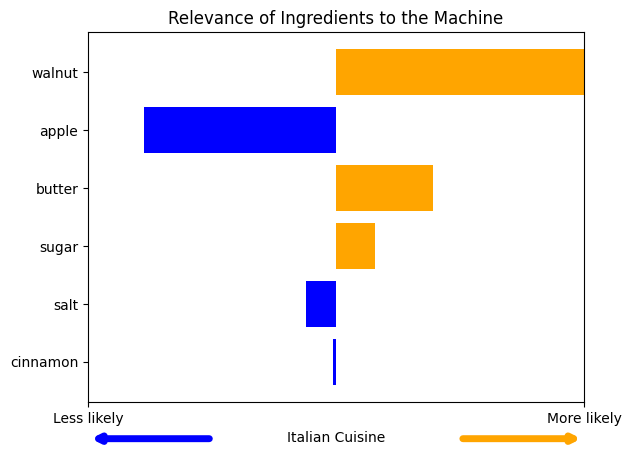 Relevance of Ingredients to the Machine
walnut
apple
butter
sugar
salt
cinnamon
Less likely
More likely
Italian Cuisine